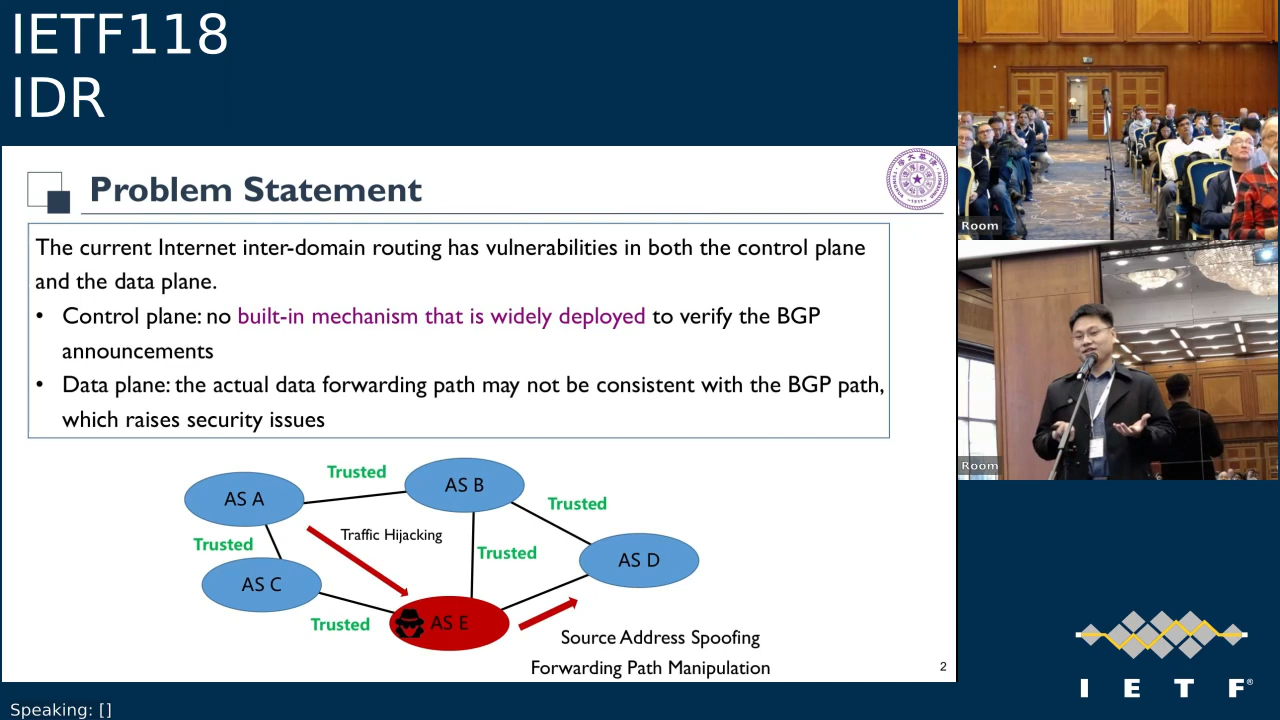 IETF118
IDR
Problem Statement
The current Internet inter-domain routing has vulnerabilities in both the control plane
and the data plane.
• Control plane: no built-in mechanism that is widely deployed to verify the BGP
announcements
• Data plane: the actual data forwarding path may not be consistent with the BGP path,
which raises security issues
Trusted
AS A
AS B
Trusted
Traffic Hijacking
Trusted
Trusted
AS D
AS C
Trusted
AS E
Source Address Spoofing
Forwarding Path Manipulation
2
Room
Room
I E T F®
Speaking: []